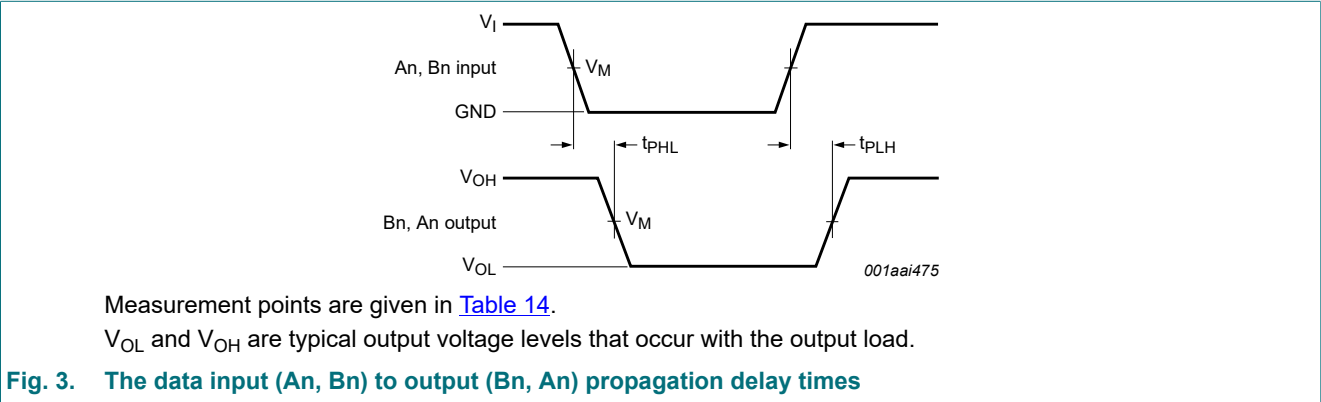 VI
An, Bn input
VM
GND
tPHL
tPLH
VOH
Bn, An output
VM
VOL
001aai475
Measurement points are given in Table 14.
VOL and VOH are typical output voltage levels that occur with the output load.
Fig. 3. The data input (An, Bn) to output (Bn, An) propagation delay times